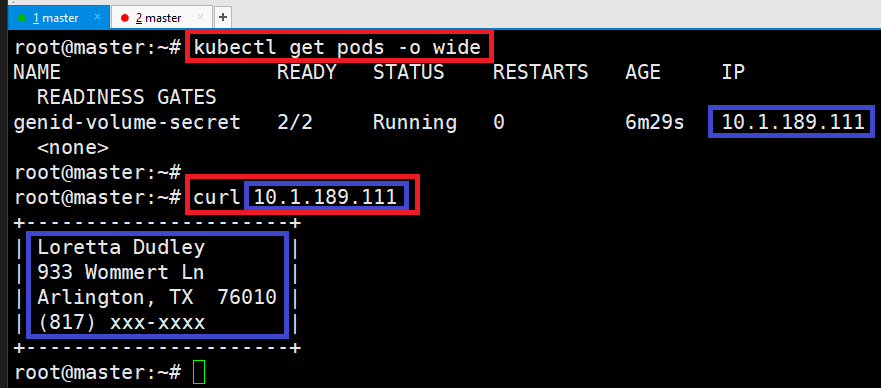 1 master × 2 master × +
root@master:~# kubectl get pods -o wide
NAME                  READY   STATUS    RESTARTS   AGE     IP
  READINESS GATES
genid-volume-secret   2/2     Running   0          6m29s   10.1.189.111
  <none>
root@master:~#
root@master:~# curl 10.1.189.111
+----------------------+
| Loretta Dudley       |
| 933 Wommert Ln       |
| Arlington, TX  76010 |
| (817) xxx-xxxx       |
+----------------------+
root@master:~#